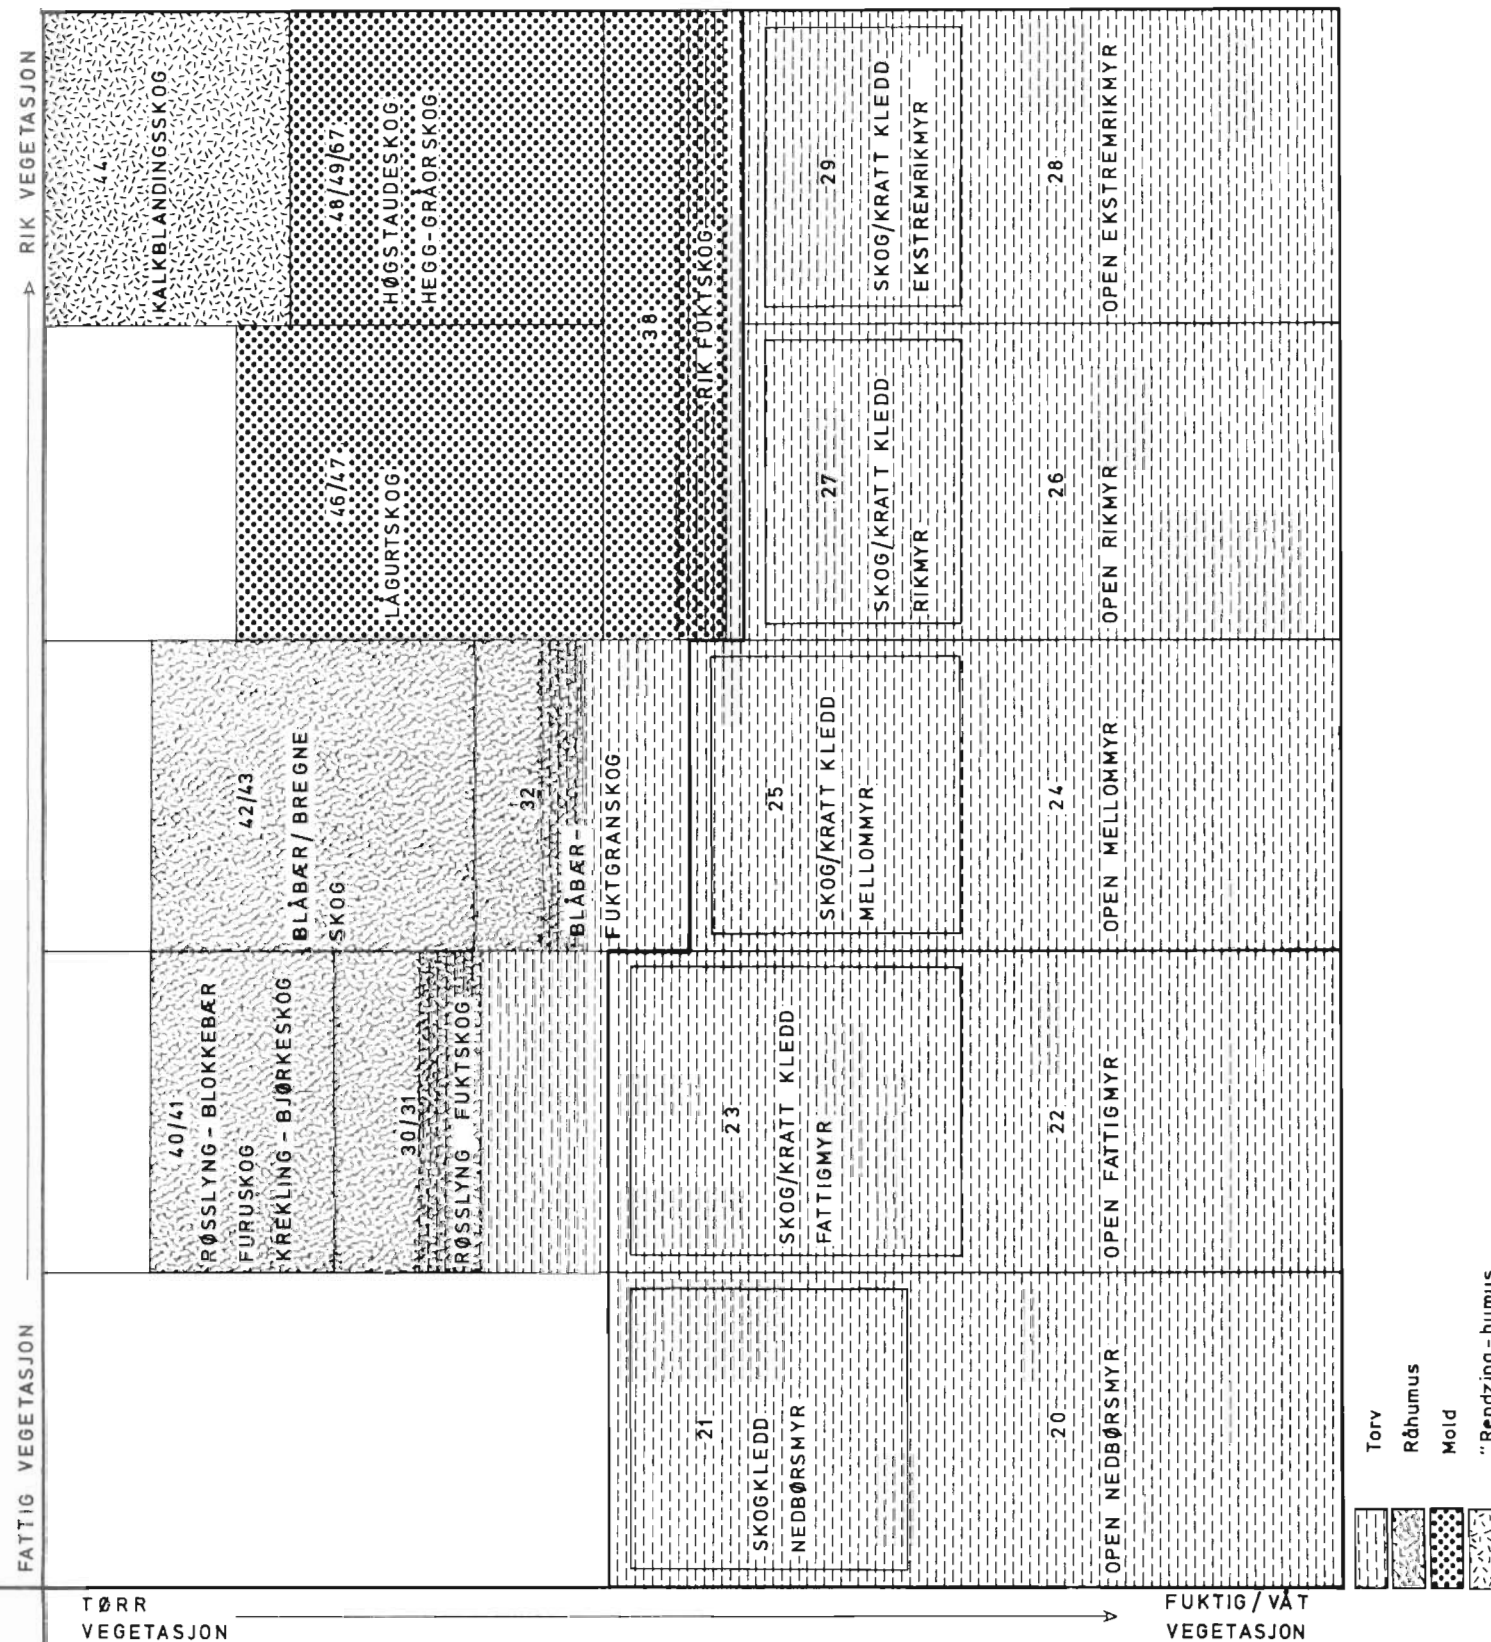 FATTIG VEGETASJON
RIK VEGETASJON
TØRR
VEGETASJON
FUKTIG/VÅT
VEGETASJON
40/41
RØSSLYNG-BLOKKEBÆR
FURUSKOG
KREKLING-BJØRKESKOG
30/31
RØSSLYNG FUKTSKOG
42/43
BLÅBÆR/BREGNE
SKOG
32
BLÅBÆR-
FUKTGRANSKOG
46/47
LÅGURTSKOG
44
KALKBLANDINGSSKOG
48/49/67
HØGSTAUDESKOG
HEGG-GRÅORSKOG
38
RIK FUKTSKOG
21
SKOGKLEDD
NEDBØRSMYR
20
OPEN NEDBØRSMYR
23
SKOG/KRATT KLEDD
FATTIGMYR
22
OPEN FATTIGMYR
25
SKOG/KRATT KLEDD
MELLOMMYR
24
OPEN MELLOMMYR
27
SKOG/KRATT KLEDD
RIKMYR
26
OPEN RIKMYR
29
SKOG/KRATT KLEDD
EKSTREMRIKMYR
28
OPEN EKSTREMRIKMYR
Torv
Råhumus
Mold
"Rendzina-humus